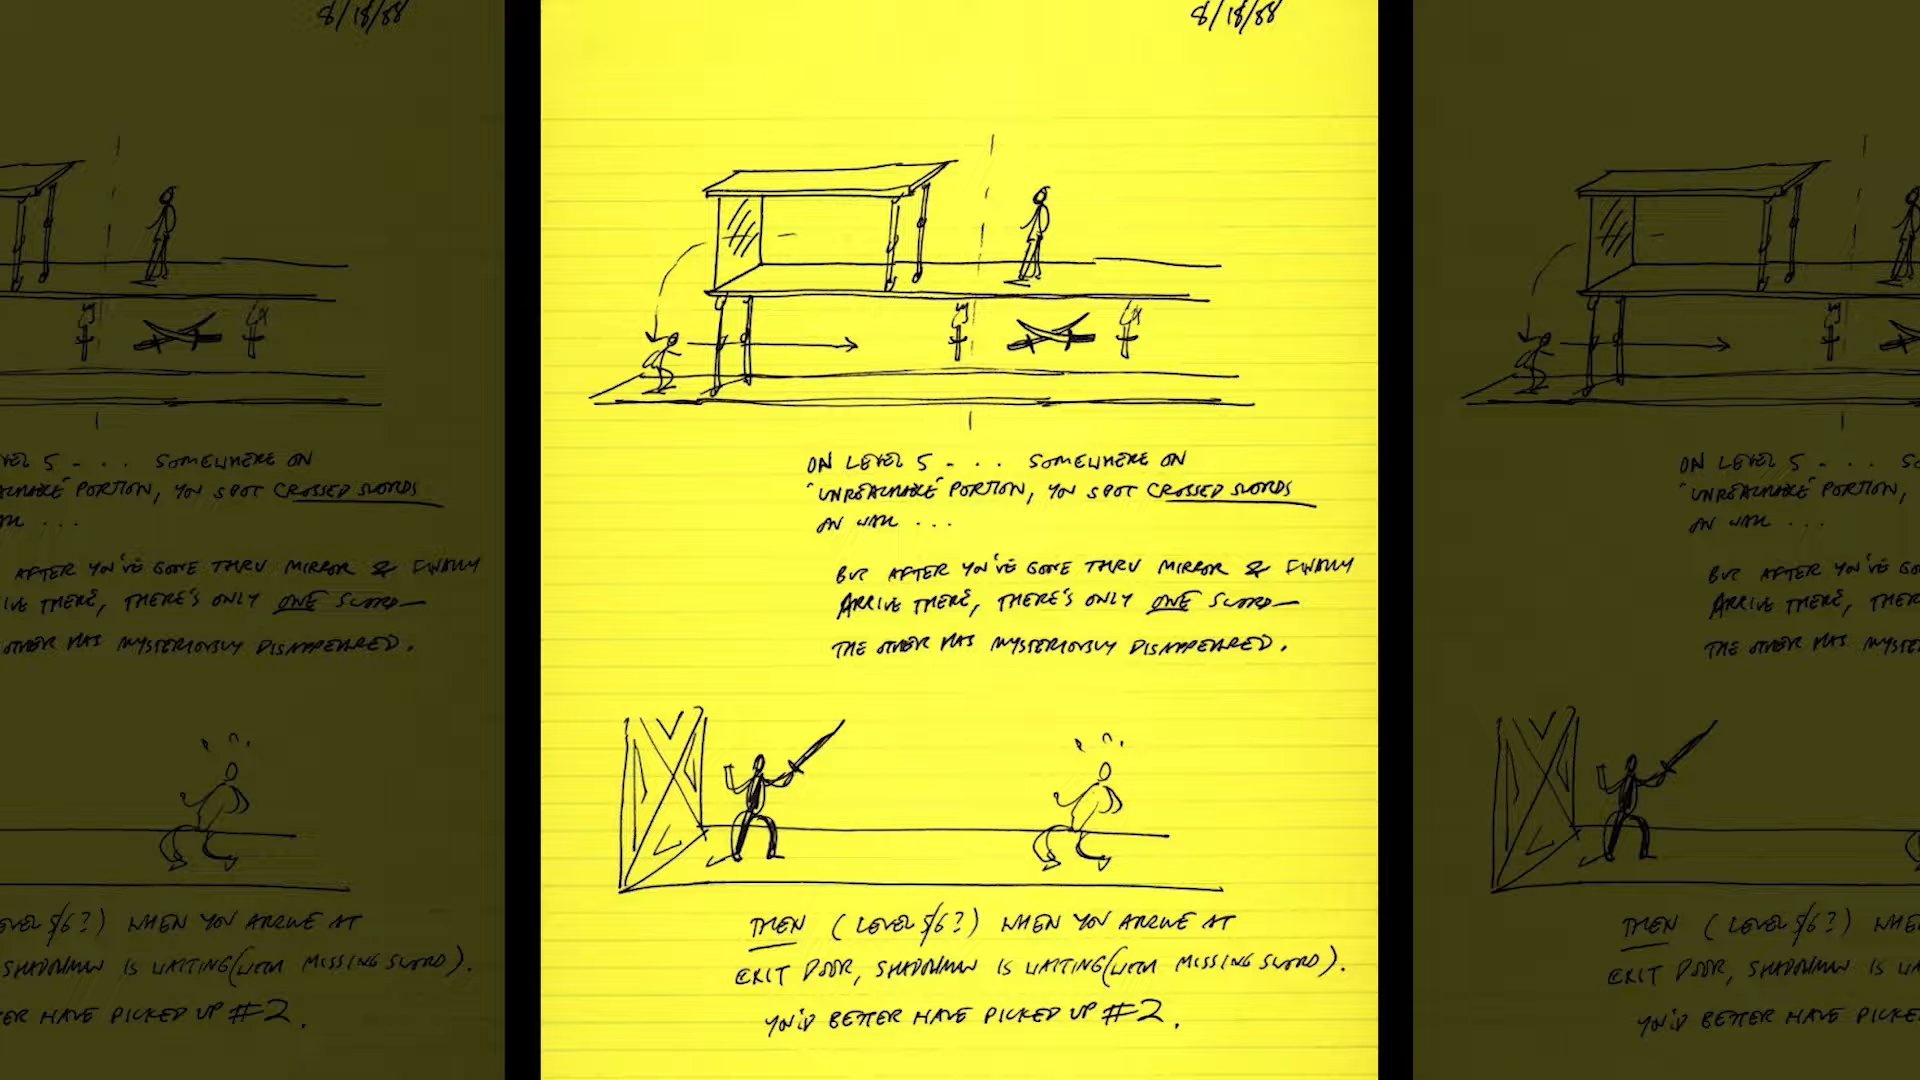 8/18/88
ON LEVEL 5 - . . . SOMEWHERE ON
"UNREACHABLE" PORTION, YOU SPOT CROSSED SWORDS
ON WALL ...
BUT AFTER YOU'VE GONE THRU MIRROR & FINALLY
ARRIVE THERE, THERE'S ONLY ONE SWORD—
THE OTHER HAS MYSTERIOUSLY DISAPPEARED.
THEN (LEVEL 5/6?) WHEN YOU ARRIVE AT
EXIT DOOR, SHADOWMAN IS WAITING (WITH MISSING SWORD).
YOU'D BETTER HAVE PICKED UP #2.